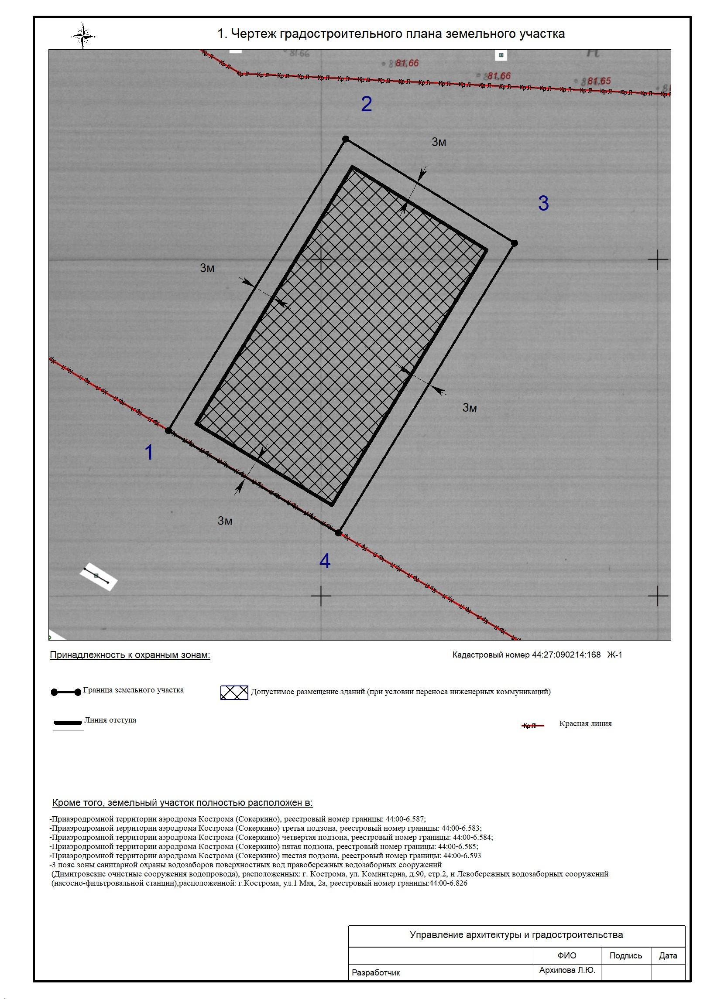 1. Чертеж градостроительного плана земельного участка
81.66
81,66
81,66
81,65
Кр Л
2
3м
3
3м
3м
1
3м
4
Принадлежность к охранным зонам:
Кадастровый номер 44:27:090214:168 Ж-1
Граница земельного участка
Допустимое размещение зданий (при условии переноса инженерных коммуникаций)
Линия отступа
Кр Л
Красная линия
Кроме того, земельный участок полностью расположен в:
-Приаэродромной территории аэродрома Кострома (Сокеркино), реестровый номер границы: 44:00-6.587;
-Приаэродромной территории аэродрома Кострома (Сокеркино) третья подзона, реестровый номер границы: 44:00-6.583;
-Приаэродромной территории аэродрома Кострома (Сокеркино) четвертая подзона, реестровый номер границы: 44:00-6.584;
-Приаэродромной территории аэродрома Кострома (Сокеркино) пятая подзона, реестровый номер границы: 44:00-6.585;
-Приаэродромной территории аэродрома Кострома (Сокеркино) шестая подзона, реестровый номер границы: 44:00-6.593
-3 пояс зоны санитарной охраны водозаборов поверхностных вод правобережных водозаборных сооружений
(Димитровские очистные сооружения водопровода), расположенных: г. Кострома, ул. Коминтерна, д.90, стр.2, и Левобережных водозаборных сооружений
(насосно-фильтровальной станции),расположенной: г.Кострома, ул.1 Мая, 2а, реестровый номер границы:44:00-6.826
Управление архитектуры и градостроительства
ФИО Подпись Дата
Разработчик Архипова Л.Ю.